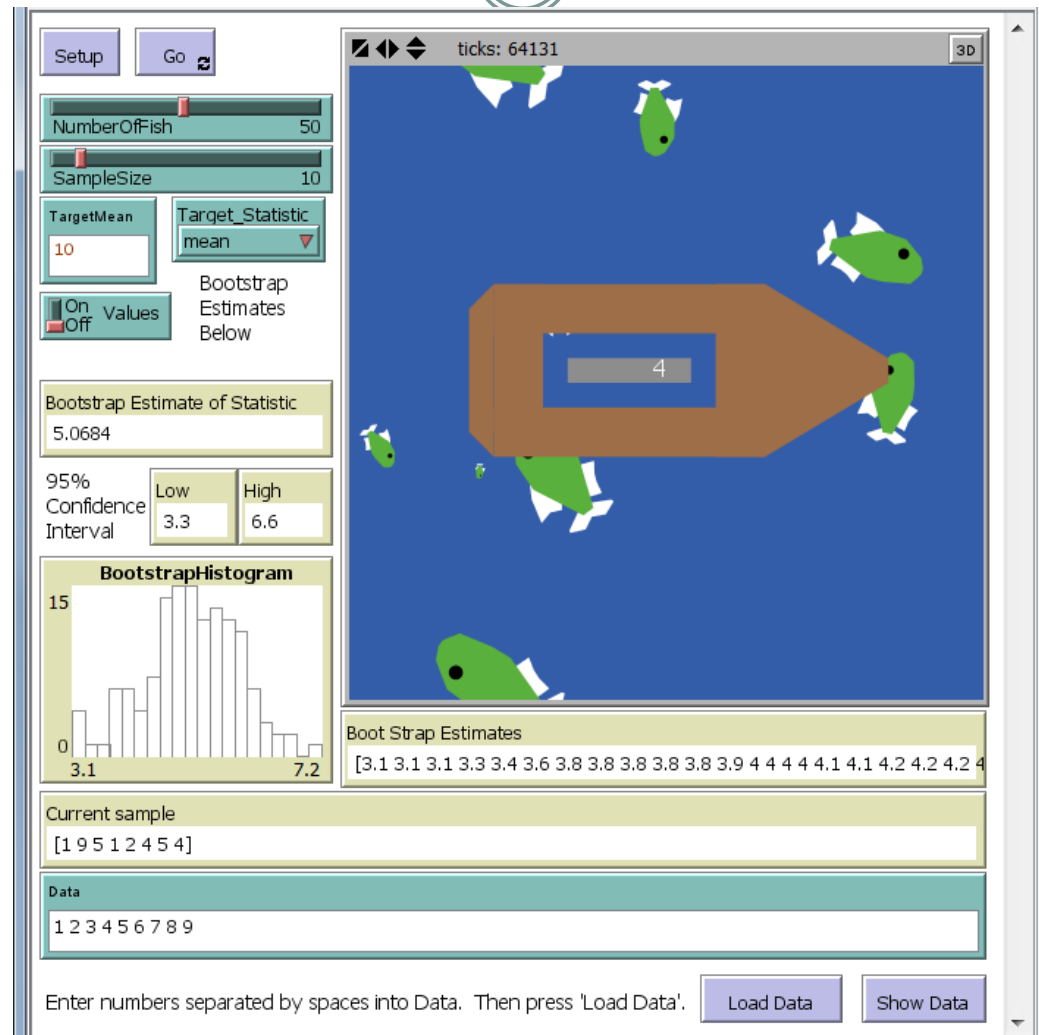 Setup
Go
ticks: 64131
3D
NumberOfFish 50
SampleSize 10
TargetMean
10
Target_Statistic
mean
On
Off
Values
Bootstrap
Estimates
Below
4
Bootstrap Estimate of Statistic
5.0684
95%
Confidence
Interval
Low
3.3
High
6.6
BootstrapHistogram
15
0
3.1 7.2
Boot Strap Estimates
[3.1 3.1 3.1 3.3 3.4 3.6 3.8 3.8 3.8 3.8 3.8 3.9 4 4 4 4 4.1 4.1 4.2 4.2 4.2 4
Current sample
[1 9 5 1 2 4 5 4]
Data
1 2 3 4 5 6 7 8 9
Enter numbers separated by spaces into Data. Then press 'Load Data'.
Load Data
Show Data